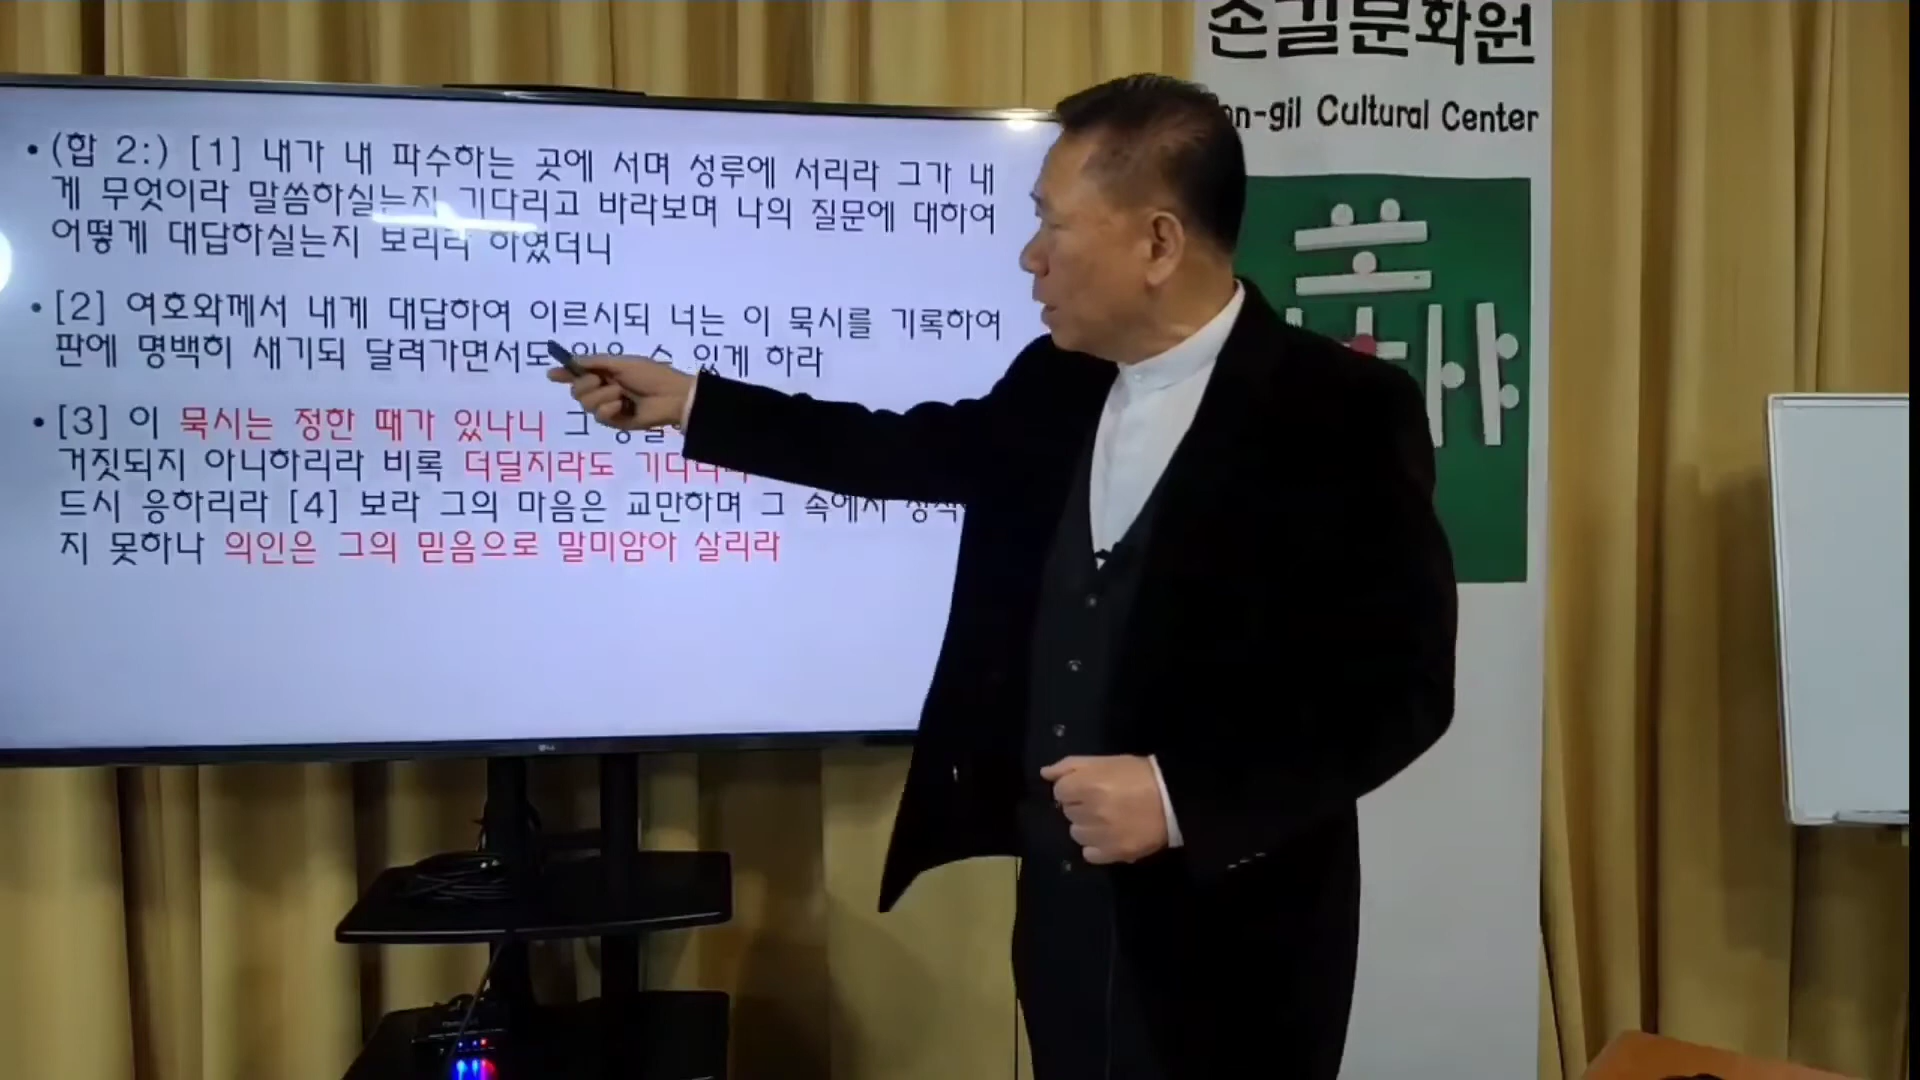 손길문화원
Cultural Center
• (합 2:) [1] 내가 내 파수하는 곳에 서며 성루에 서리라 그가 내
게 무엇이라 말씀하실는지 기다리고 바라보며 나의 질문에 대하여
어떻게 대답하실는지 보리라 하였더니
• [2] 여호와께서 내게 대답하여 이르시되 너는 이 묵시를 기록하여
판에 명백히 새기되 달려가면서도 수 있게 하라
• [3] 이 묵시는 정한 때가 있나니 그
거짓되지 아니하리라 비록 더딜지라도
드시 응하리라 [4] 보라 그의 마음은 교만하며 그 속에서
지 못하나 의인은 그의 믿음으로 말미암아 살리라